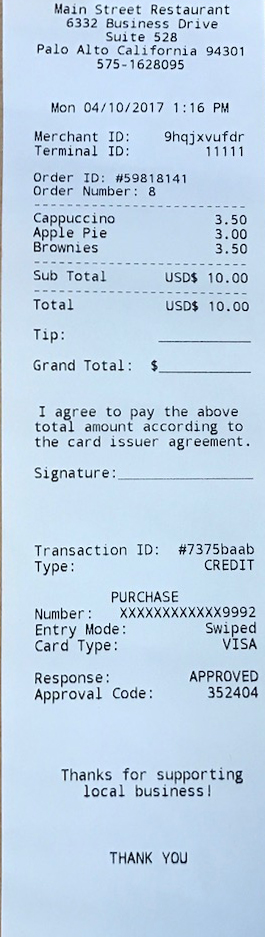 Main Street Restaurant
6332 Business Drive
Suite 528
Palo Alto California 94301
575-1628095
Mon 04/10/2017 1:16 PM
Merchant ID: 9hqjxvufdr
Terminal ID: 11111
Order ID: #59818141
Order Number: 8
--------------------------
Cappuccino 3.50
Apple Pie 3.00
Brownies 3.50
--------------------------
Sub Total USD$ 10.00
--------------------------
Total USD$ 10.00
Tip: ___________
Grand Total: $___________
I agree to pay the above
total amount according to
the card issuer agreement.
Signature:________________
Transaction ID: #7375baab
Type: CREDIT
PURCHASE
Number: XXXXXXXXXXXX9992
Entry Mode: Swiped
Card Type: VISA
Response: APPROVED
Approval Code: 352404
Thanks for supporting
local business!
THANK YOU